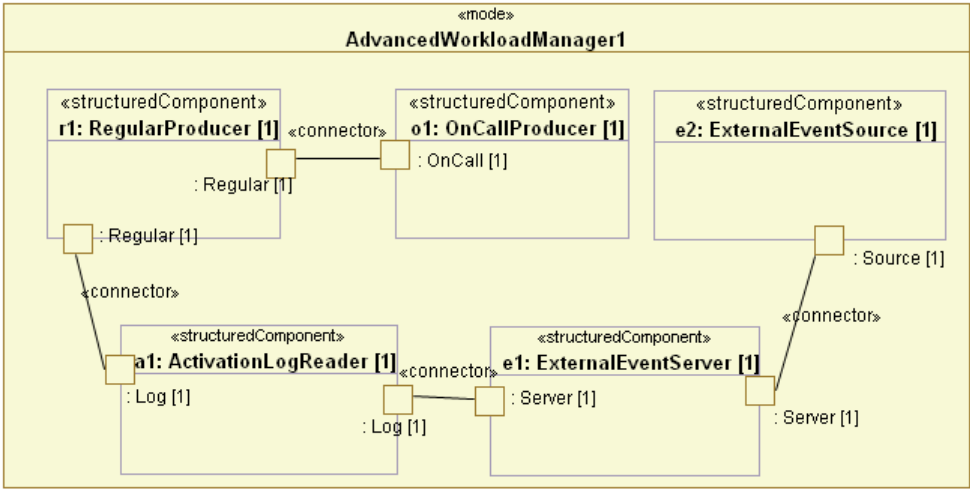 «mode»
AdvancedWorkloadManager1
«structuredComponent»
r1: RegularProducer [1]
«connector»
«structuredComponent»
o1: OnCallProducer [1]
«structuredComponent»
e2: ExternalEventSource [1]
: Regular [1]
: OnCall [1]
: Regular [1]
: Source [1]
«connector»
«connector»
«structuredComponent»
a1: ActivationLogReader [1]
«connector»
«structuredComponent»
e1: ExternalEventServer [1]
: Log [1]
: Log [1]
: Server [1]
: Server [1]